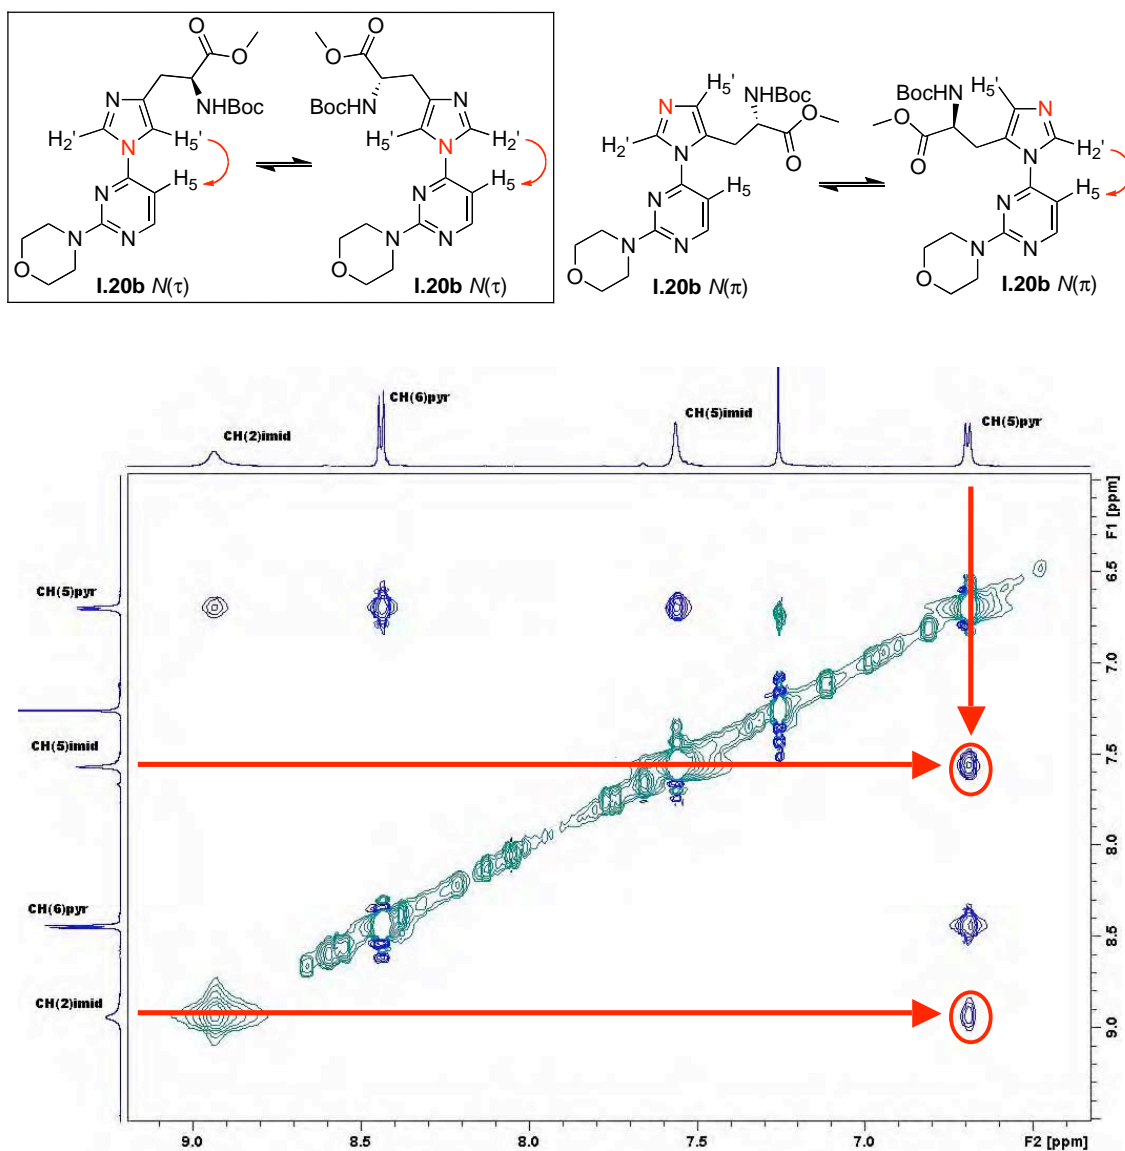 O
O
NHBoc
N
N
H2'
H5'
H5
N
N
N
O
I.20b N(τ)
O
O
BocHN
N
N
H5'
H2'
H5
N
N
N
O
I.20b N(τ)
H5'
NHBoc
N
H2'
N
O
O
H5
N
N
N
O
I.20b N(π)
BocHN
H5'
O
O
N
N
H2'
H5
N
N
N
O
I.20b N(π)
CH(2)imid
CH(6)pyr
CH(5)imid
CH(5)pyr
CH(5)pyr
CH(5)imid
CH(6)pyr
CH(2)imid
F1 [ppm]
6.5
7.0
7.5
8.0
8.5
9.0
9.0
8.5
8.0
7.5
7.0
F2 [ppm]